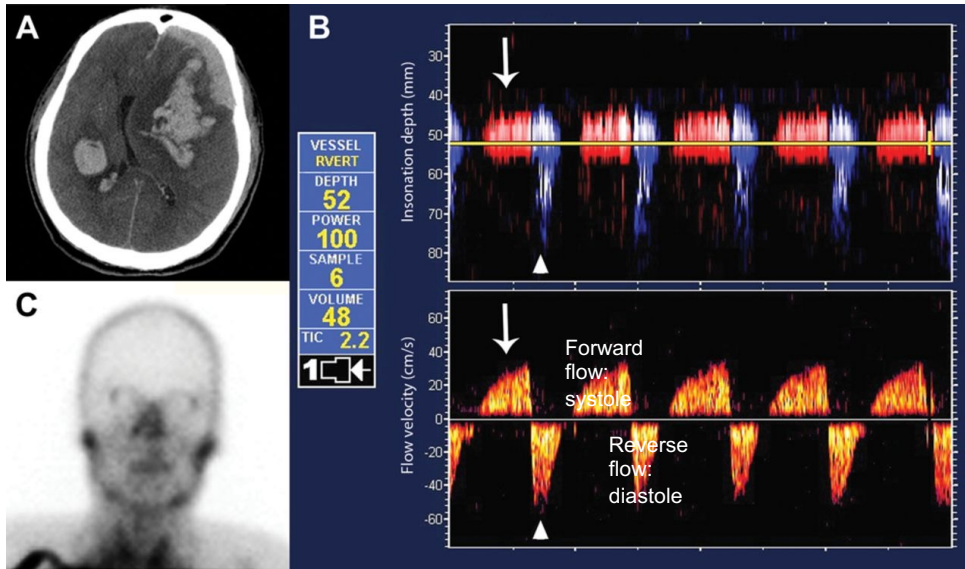 A
B
VESSEL
RVERT
DEPTH
52
POWER
100
SAMPLE
6
VOLUME
48
TIC 2.2
1
Insonation depth (mm)
30
40
50
60
70
80
Flow velocity (cm/s)
60
40
20
0
-20
-40
-60
Forward
flow:
systole
Reverse
flow:
diastole
C